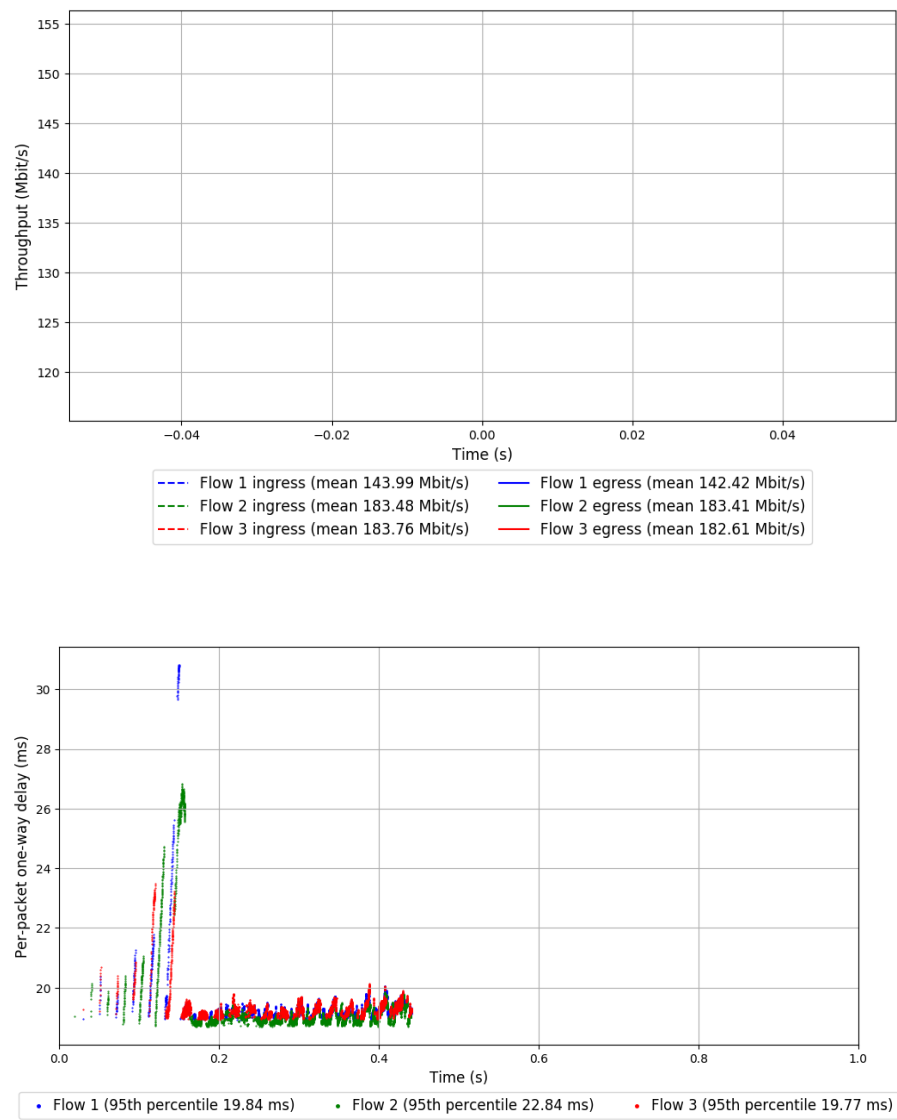 155
150
145
140
135
130
125
120
Throughput (Mbit/s)
−0.04 −0.02 0.00 0.02 0.04
Time (s)
Flow 1 ingress (mean 143.99 Mbit/s) Flow 1 egress (mean 142.42 Mbit/s)
Flow 2 ingress (mean 183.48 Mbit/s) Flow 2 egress (mean 183.41 Mbit/s)
Flow 3 ingress (mean 183.76 Mbit/s) Flow 3 egress (mean 182.61 Mbit/s)
30
28
26
24
22
20
Per-packet one-way delay (ms)
0.0 0.2 0.4 0.6 0.8 1.0
Time (s)
Flow 1 (95th percentile 19.84 ms) Flow 2 (95th percentile 22.84 ms) Flow 3 (95th percentile 19.77 ms)